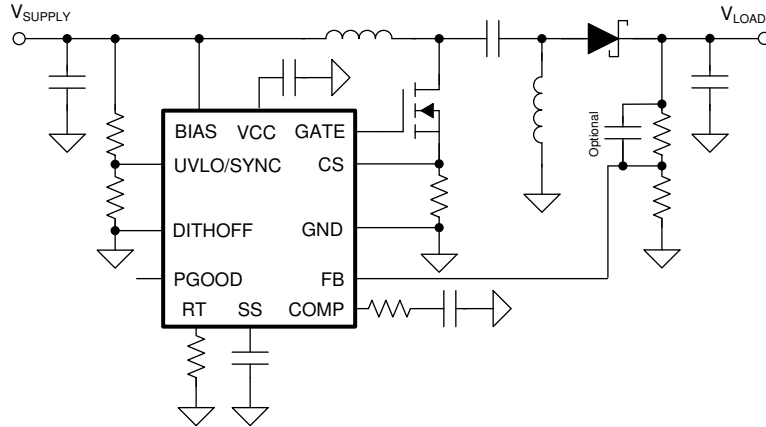 VSUPPLY
VLOAD
BIAS
VCC
GATE
UVLO/SYNC
CS
DITHOFF
GND
PGOOD
FB
RT
SS
COMP
Optional